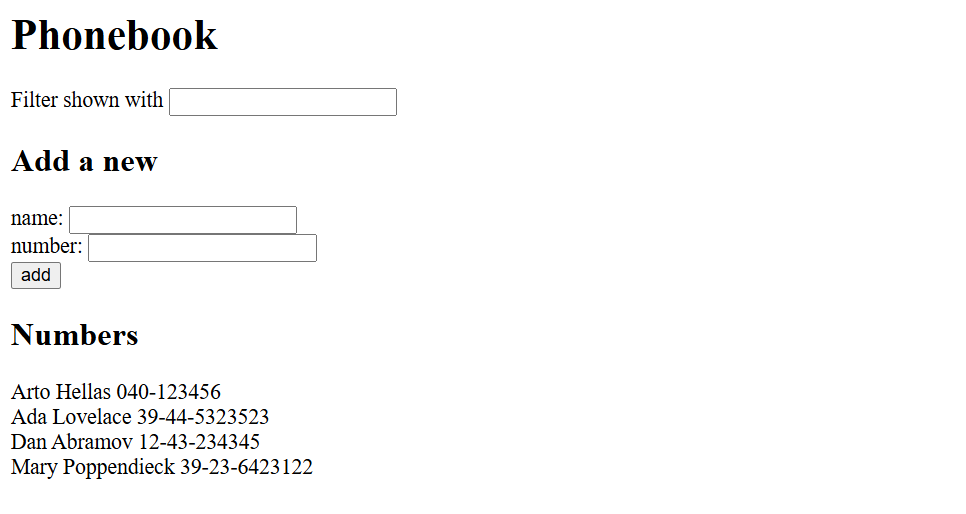 Phonebook
Filter shown with
Add a new
name:
number:
add
Numbers
Arto Hellas 040-123456
Ada Lovelace 39-44-5323523
Dan Abramov 12-43-234345
Mary Poppendieck 39-23-6423122